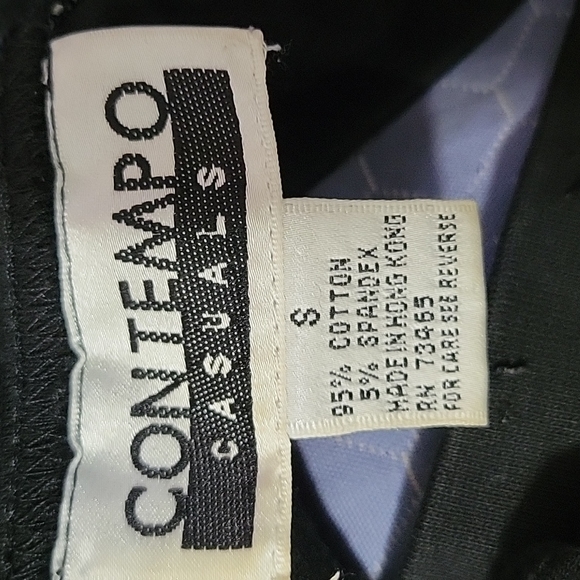 CONTEMPO
CASUALS
S
95% COTTON
5% SPANDEX
MADE IN HONG KONG
RN 73465
FOR CARE SEE REVERSE